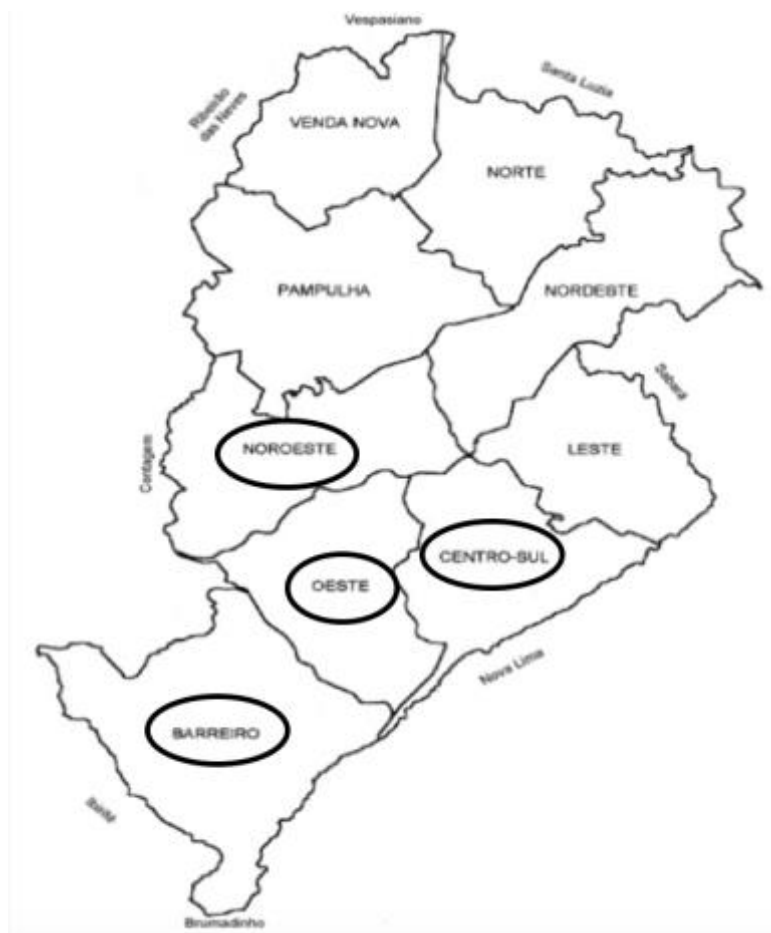 Vespasiano
Santa Luzia
Ribeirão
das Neves
VENDA NOVA
NORTE
PAMPULHA
NORDESTE
Sabará
Contagem
NOROESTE
LESTE
CENTRO-SUL
OESTE
Nova Lima
BARREIRO
Ibirité
Brumadinho